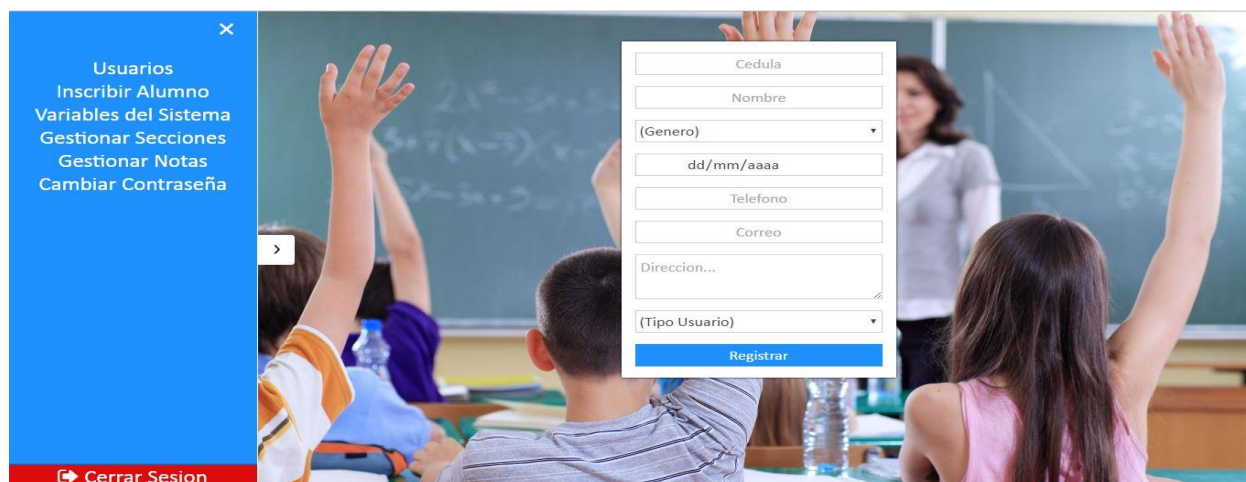 ×
Usuarios
Inscribir Alumno
Variables del Sistema
Gestionar Secciones
Gestionar Notas
Cambiar Contraseña
Cerrar Sesion
>
Cedula
Nombre
(Genero)
dd/mm/aaaa
Telefono
Correo
Direccion...
(Tipo Usuario)
Registrar